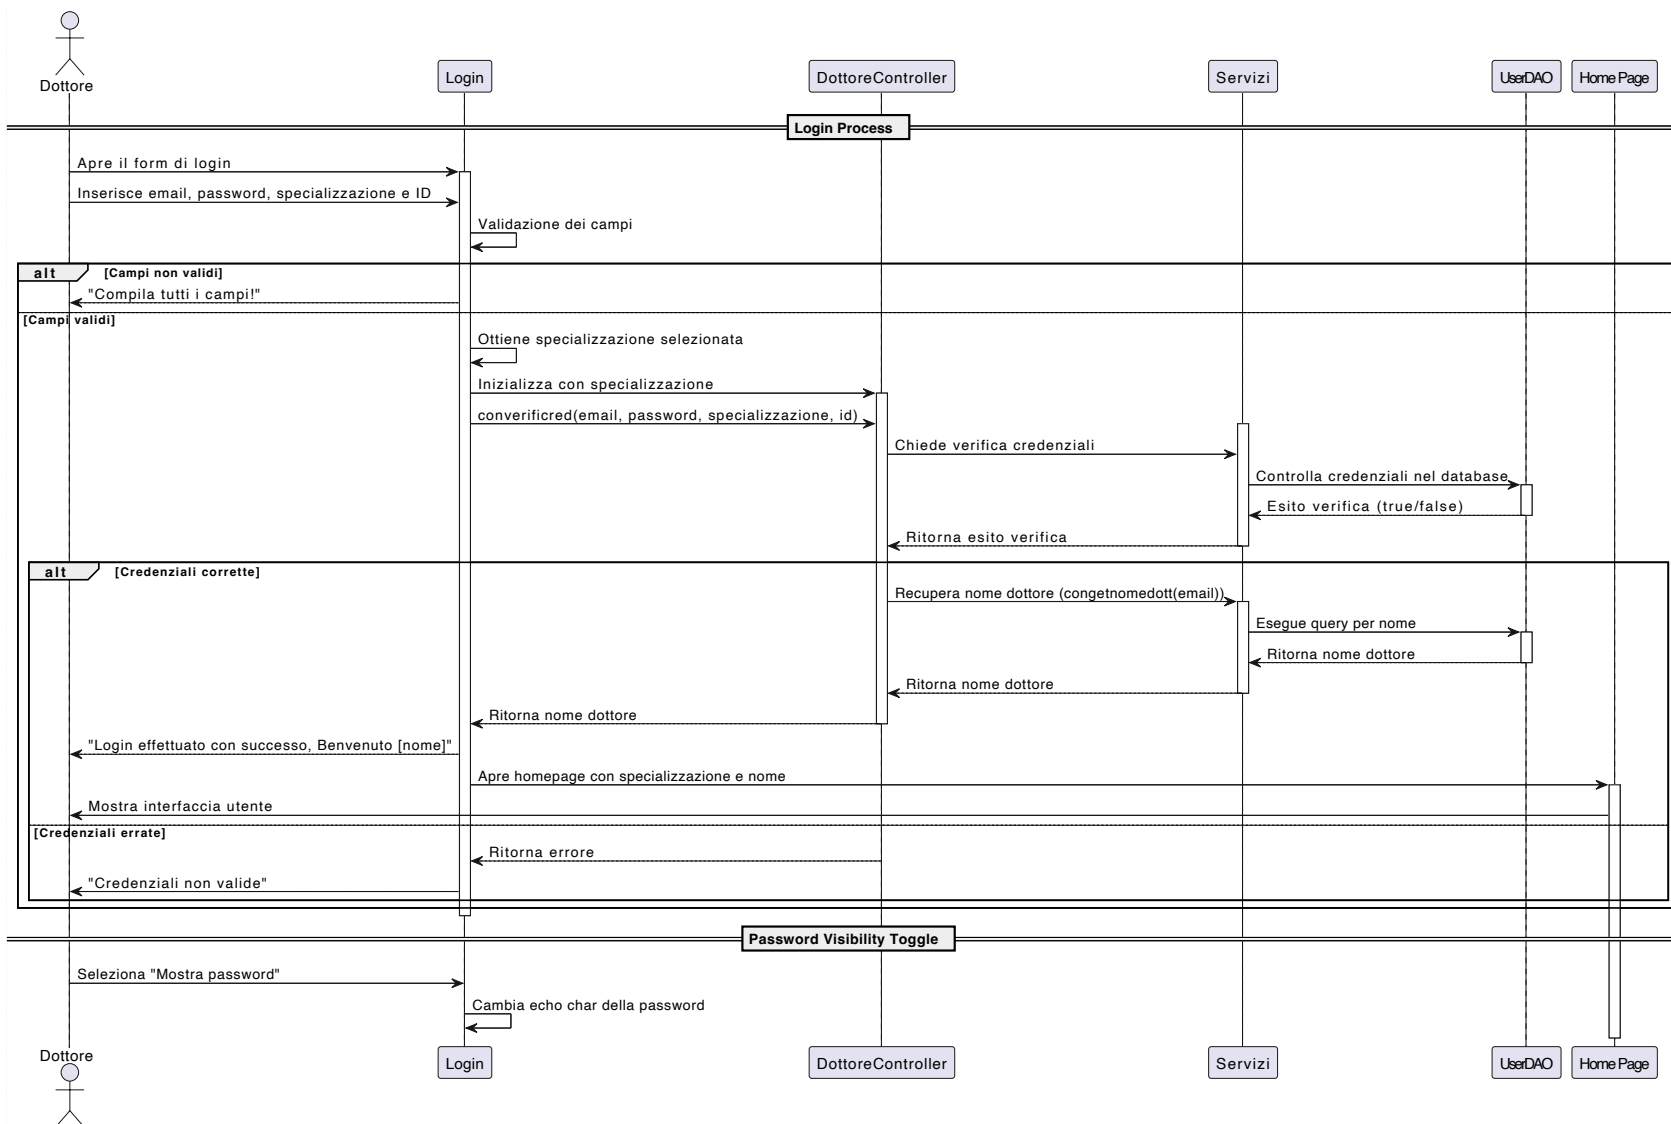 Dottore
Login
DottoreController
Servizi
UserDAO
Home Page
Login Process
Apre il form di login
Inserisce email, password, specializzazione e ID
Validazione dei campi
alt [Campi non validi]
"Compila tutti i campi!"
[Campi validi]
Ottiene specializzazione selezionata
Inizializza con specializzazione
converificred(email, password, specializzazione, id)
Chiede verifica credenziali
Controlla credenziali nel database
Esito verifica (true/false)
Ritorna esito verifica
alt [Credenziali corrette]
Recupera nome dottore (congetnomedott(email))
Esegue query per nome
Ritorna nome dottore
Ritorna nome dottore
Ritorna nome dottore
"Login effettuato con successo, Benvenuto [nome]"
Apre homepage con specializzazione e nome
Mostra interfaccia utente
[Credenziali errate]
Ritorna errore
"Credenziali non valide"
Password Visibility Toggle
Seleziona "Mostra password"
Cambia echo char della password
Dottore
Login
DottoreController
Servizi
UserDAO
Home Page